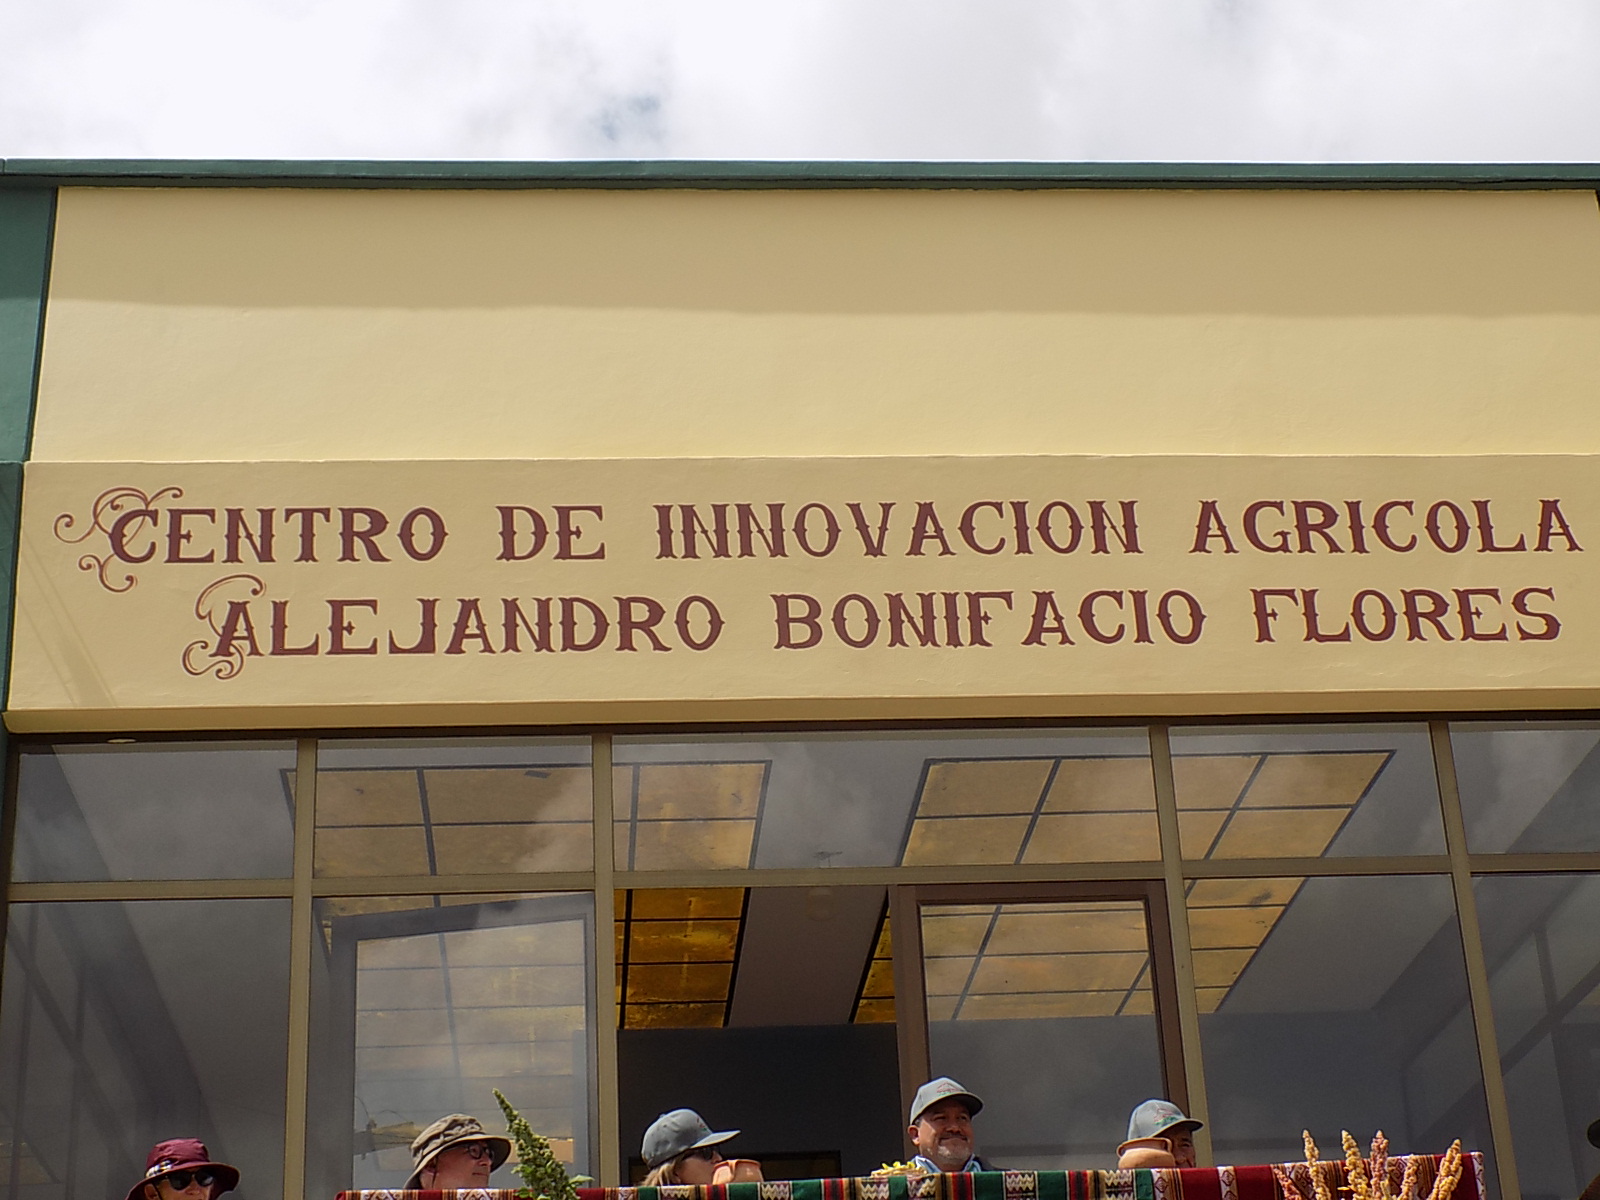 CENTRO DE INNOVACION AGRICOLA
ALEJANDRO BONIFACIO FLORES